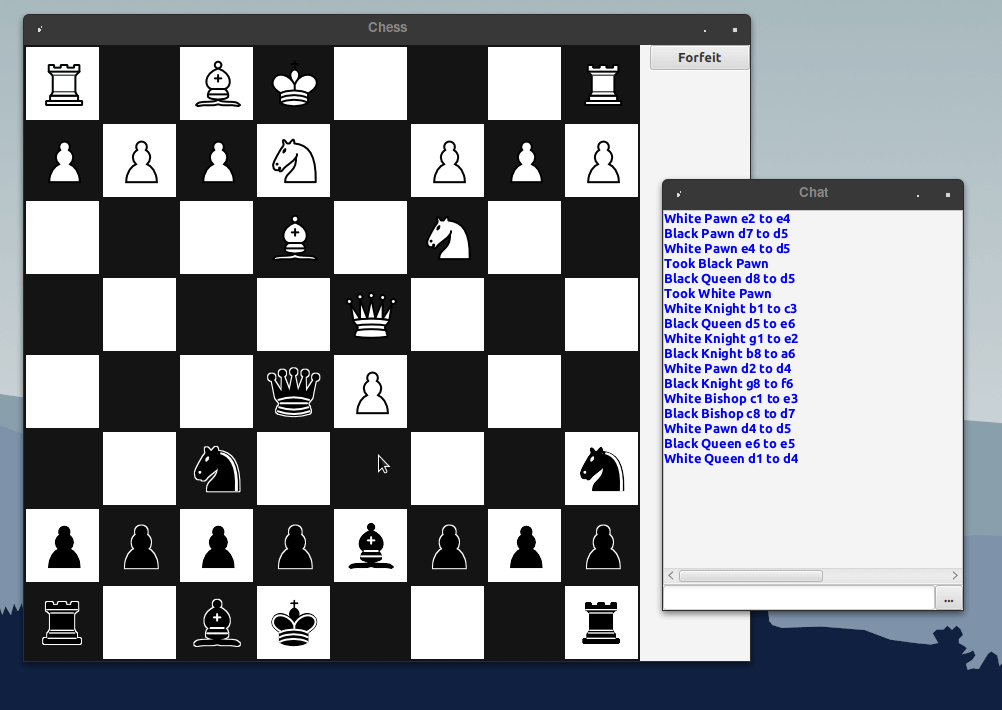 Chess
Forfeit
Chat
White Pawn e2 to e4
Black Pawn d7 to d5
White Pawn e4 to d5
Took Black Pawn
Black Queen d8 to d5
Took White Pawn
White Knight b1 to c3
Black Queen d5 to e6
White Knight g1 to e2
Black Knight b8 to a6
White Pawn d2 to d4
Black Knight g8 to f6
White Bishop c1 to e3
Black Bishop c8 to d7
White Pawn d4 to d5
Black Queen e6 to e5
White Queen d1 to d4
...